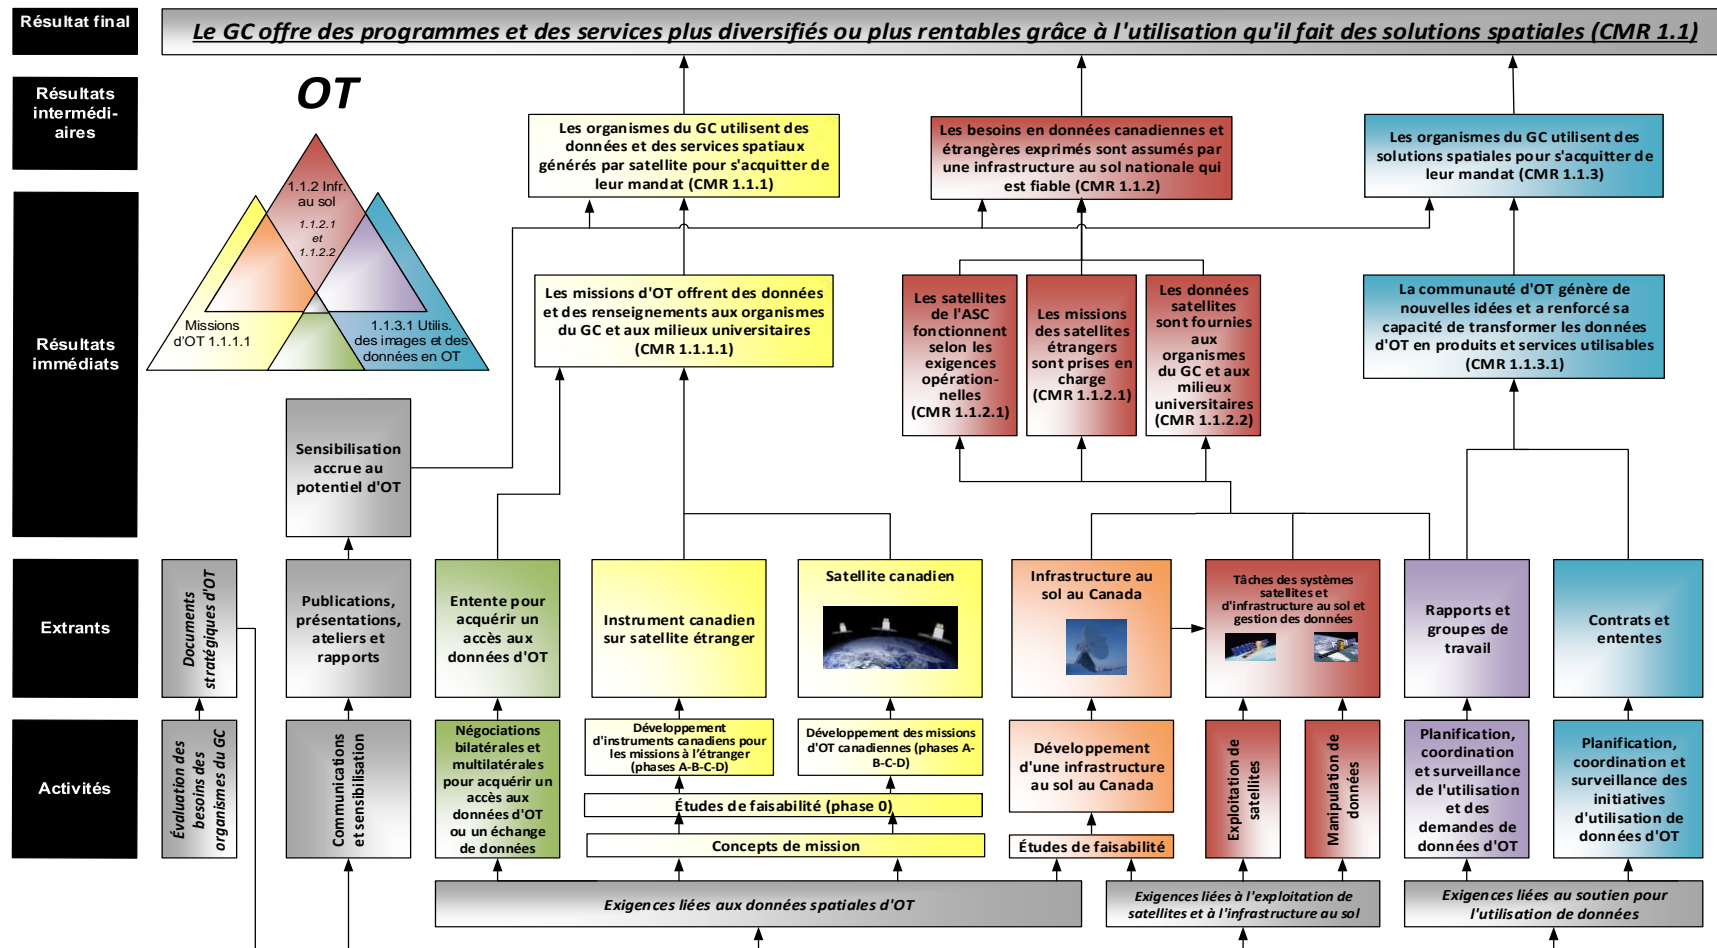 Résultat final
Le GC offre des programmes et des services plus diversifiés ou plus rentables grâce à l'utilisation qu'il fait des solutions spatiales (CMR 1.1)
Résultats
intermédi-
aires
OT
1.1.2 Infr.
au sol
1.1.2.1
et
1.1.2.2
Missions
d'OT 1.1.1.1
1.1.3.1 Utilis.
des images et des
données en OT
Les organismes du GC utilisent des
données et des services spatiaux
générés par satellite pour s'acquitter de
leur mandat (CMR 1.1.1)
Les besoins en données canadiennes et
étrangères exprimés sont assumés par
une infrastructure au sol nationale qui
est fiable (CMR 1.1.2)
Les organismes du GC utilisent des
solutions spatiales pour s'acquitter de
leur mandat (CMR 1.1.3)
Résultats
immédiats
Les missions d'OT offrent des données
et des renseignements aux organismes
du GC et aux milieux universitaires
(CMR 1.1.1.1)
Les satellites
de l'ASC
fonctionnent
selon les
exigences
opération-
nelles
(CMR 1.1.2.1)
Les missions
des satellites
étrangers
sont prises en
charge
(CMR 1.1.2.1)
Les données
satellites
sont fournies
aux
organismes
du GC et aux
milieux
universitaires
(CMR 1.1.2.2)
La communauté d'OT génère de
nouvelles idées et a renforcé sa
capacité de transformer les données
d'OT en produits et services utilisables
(CMR 1.1.3.1)
Sensibilisation
accrue au
potentiel d'OT
Extrants
Documents
stratégiques d'OT
Publications,
présentations,
ateliers et
rapports
Entente pour
acquérir un
accès aux
données d'OT
Instrument canadien
sur satellite étranger
Satellite canadien
Infrastructure au
sol au Canada
Tâches des systèmes
satellites et
d'infrastructure au sol et
gestion des données
Rapports et
groupes de
travail
Contrats et
ententes
Activités
Évaluation des
besoins des
organismes du GC
Communications
et sensibilisation
Négociations
bilatérales et
multilatérales
pour acquérir un
accès aux
données d'OT
ou un échange
de données
Développement
d'instruments canadiens pour
les missions à l'étranger
(phases A-B-C-D)
Développement des missions
d'OT canadiennes (phases A-
B-C-D)
Études de faisabilité (phase 0)
Concepts de mission
Développement
d'une infrastructure
au sol au Canada
Études de faisabilité
Exploitation de
satellites
Manipulation de
données
Planification,
coordination
et surveillance
de l'utilisation
et des
demandes de
données d'OT
Planification,
coordination et
surveillance des
initiatives
d'utilisation de
données d'OT
Exigences liées aux données spatiales d'OT
Exigences liées à l'exploitation de
satellites et à l'infrastructure au sol
Exigences liées au soutien pour
l'utilisation de données